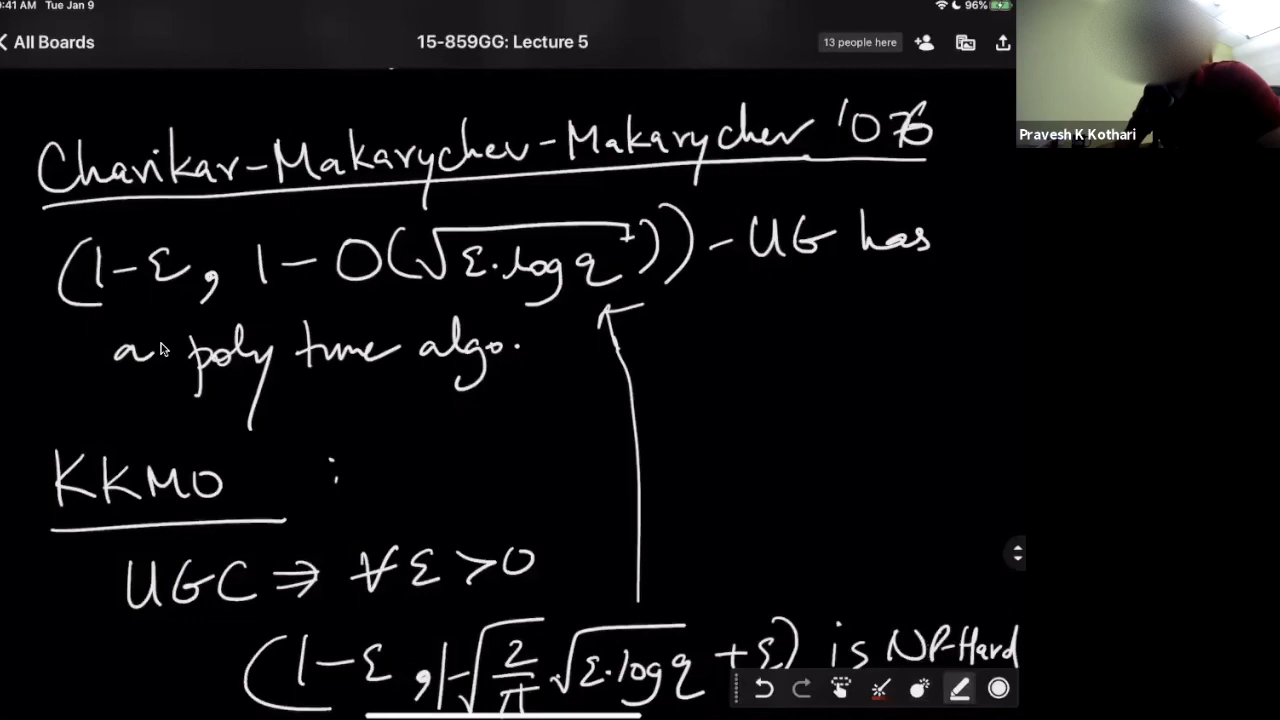 9:41 AM Tue Jan 9
96%
All Boards
15-859GG: Lecture 5
13 people here
Pravesh K Kothari
Charikar-Makarychev-Makarychev '06
(1-ε, 1-O(√ε·log q))-UG has
a poly time algo.
KKMO :
UGC ⇒ ∀ε>0
(1-ε, 1-√2/π √ε·log q +ε) is NP-Hard